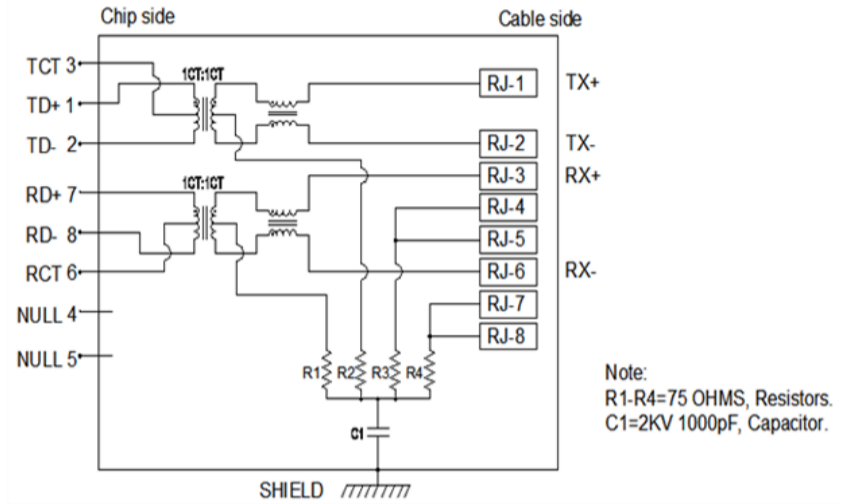 Chip side
Cable side
TCT 3
1CT:1CT
RJ-1 TX+
TD+ 1
TD- 2
RJ-2 TX-
RJ-3 RX+
RD+ 7
1CT:1CT
RJ-4
RD- 8
RJ-5
RCT 6
RJ-6 RX-
RJ-7
NULL 4
RJ-8
NULL 5
R1 R2 R3 R4
Note:
R1-R4=75 OHMS, Resistors.
C1=2KV 1000pF, Capacitor.
C1
SHIELD